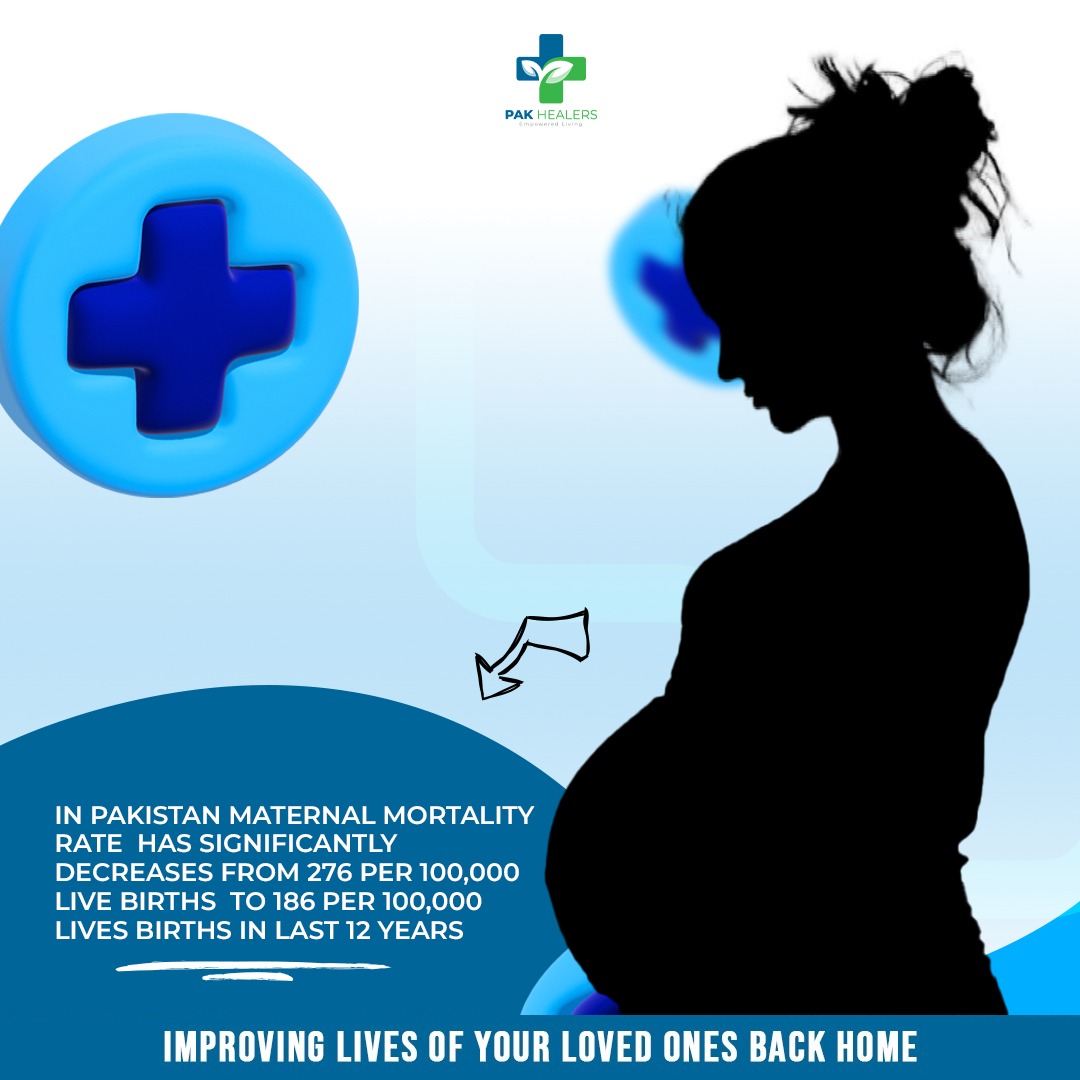 PAK HEALERS
Empowered Living
IN PAKISTAN MATERNAL MORTALITY
RATE HAS SIGNIFICANTLY
DECREASES FROM 276 PER 100,000
LIVE BIRTHS TO 186 PER 100,000
LIVES BIRTHS IN LAST 12 YEARS
IMPROVING LIVES OF YOUR LOVED ONES BACK HOME